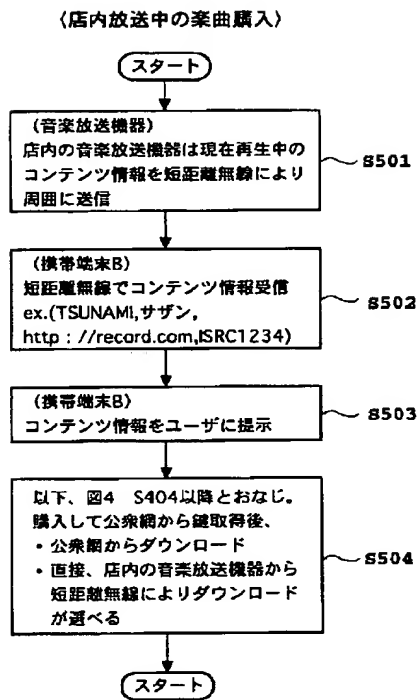 〈店内放送中の楽曲購入〉
スタート
(音楽放送機器)
店内の音楽放送機器は現在再生中の
コンテンツ情報を短距離無線により
周囲に送信
S501
(携帯端末B)
短距離無線でコンテンツ情報受信
ex.(TSUNAMI,サザン,
http：//record.com,ISRC1234)
S502
(携帯端末B)
コンテンツ情報をユーザに提示
S503
以下、図4 S404以降とおなじ。
購入して公衆網から鍵取得後、
・公衆網からダウンロード
・直接、店内の音楽放送機器から
短距離無線によりダウンロード
が選べる
S504
スタート